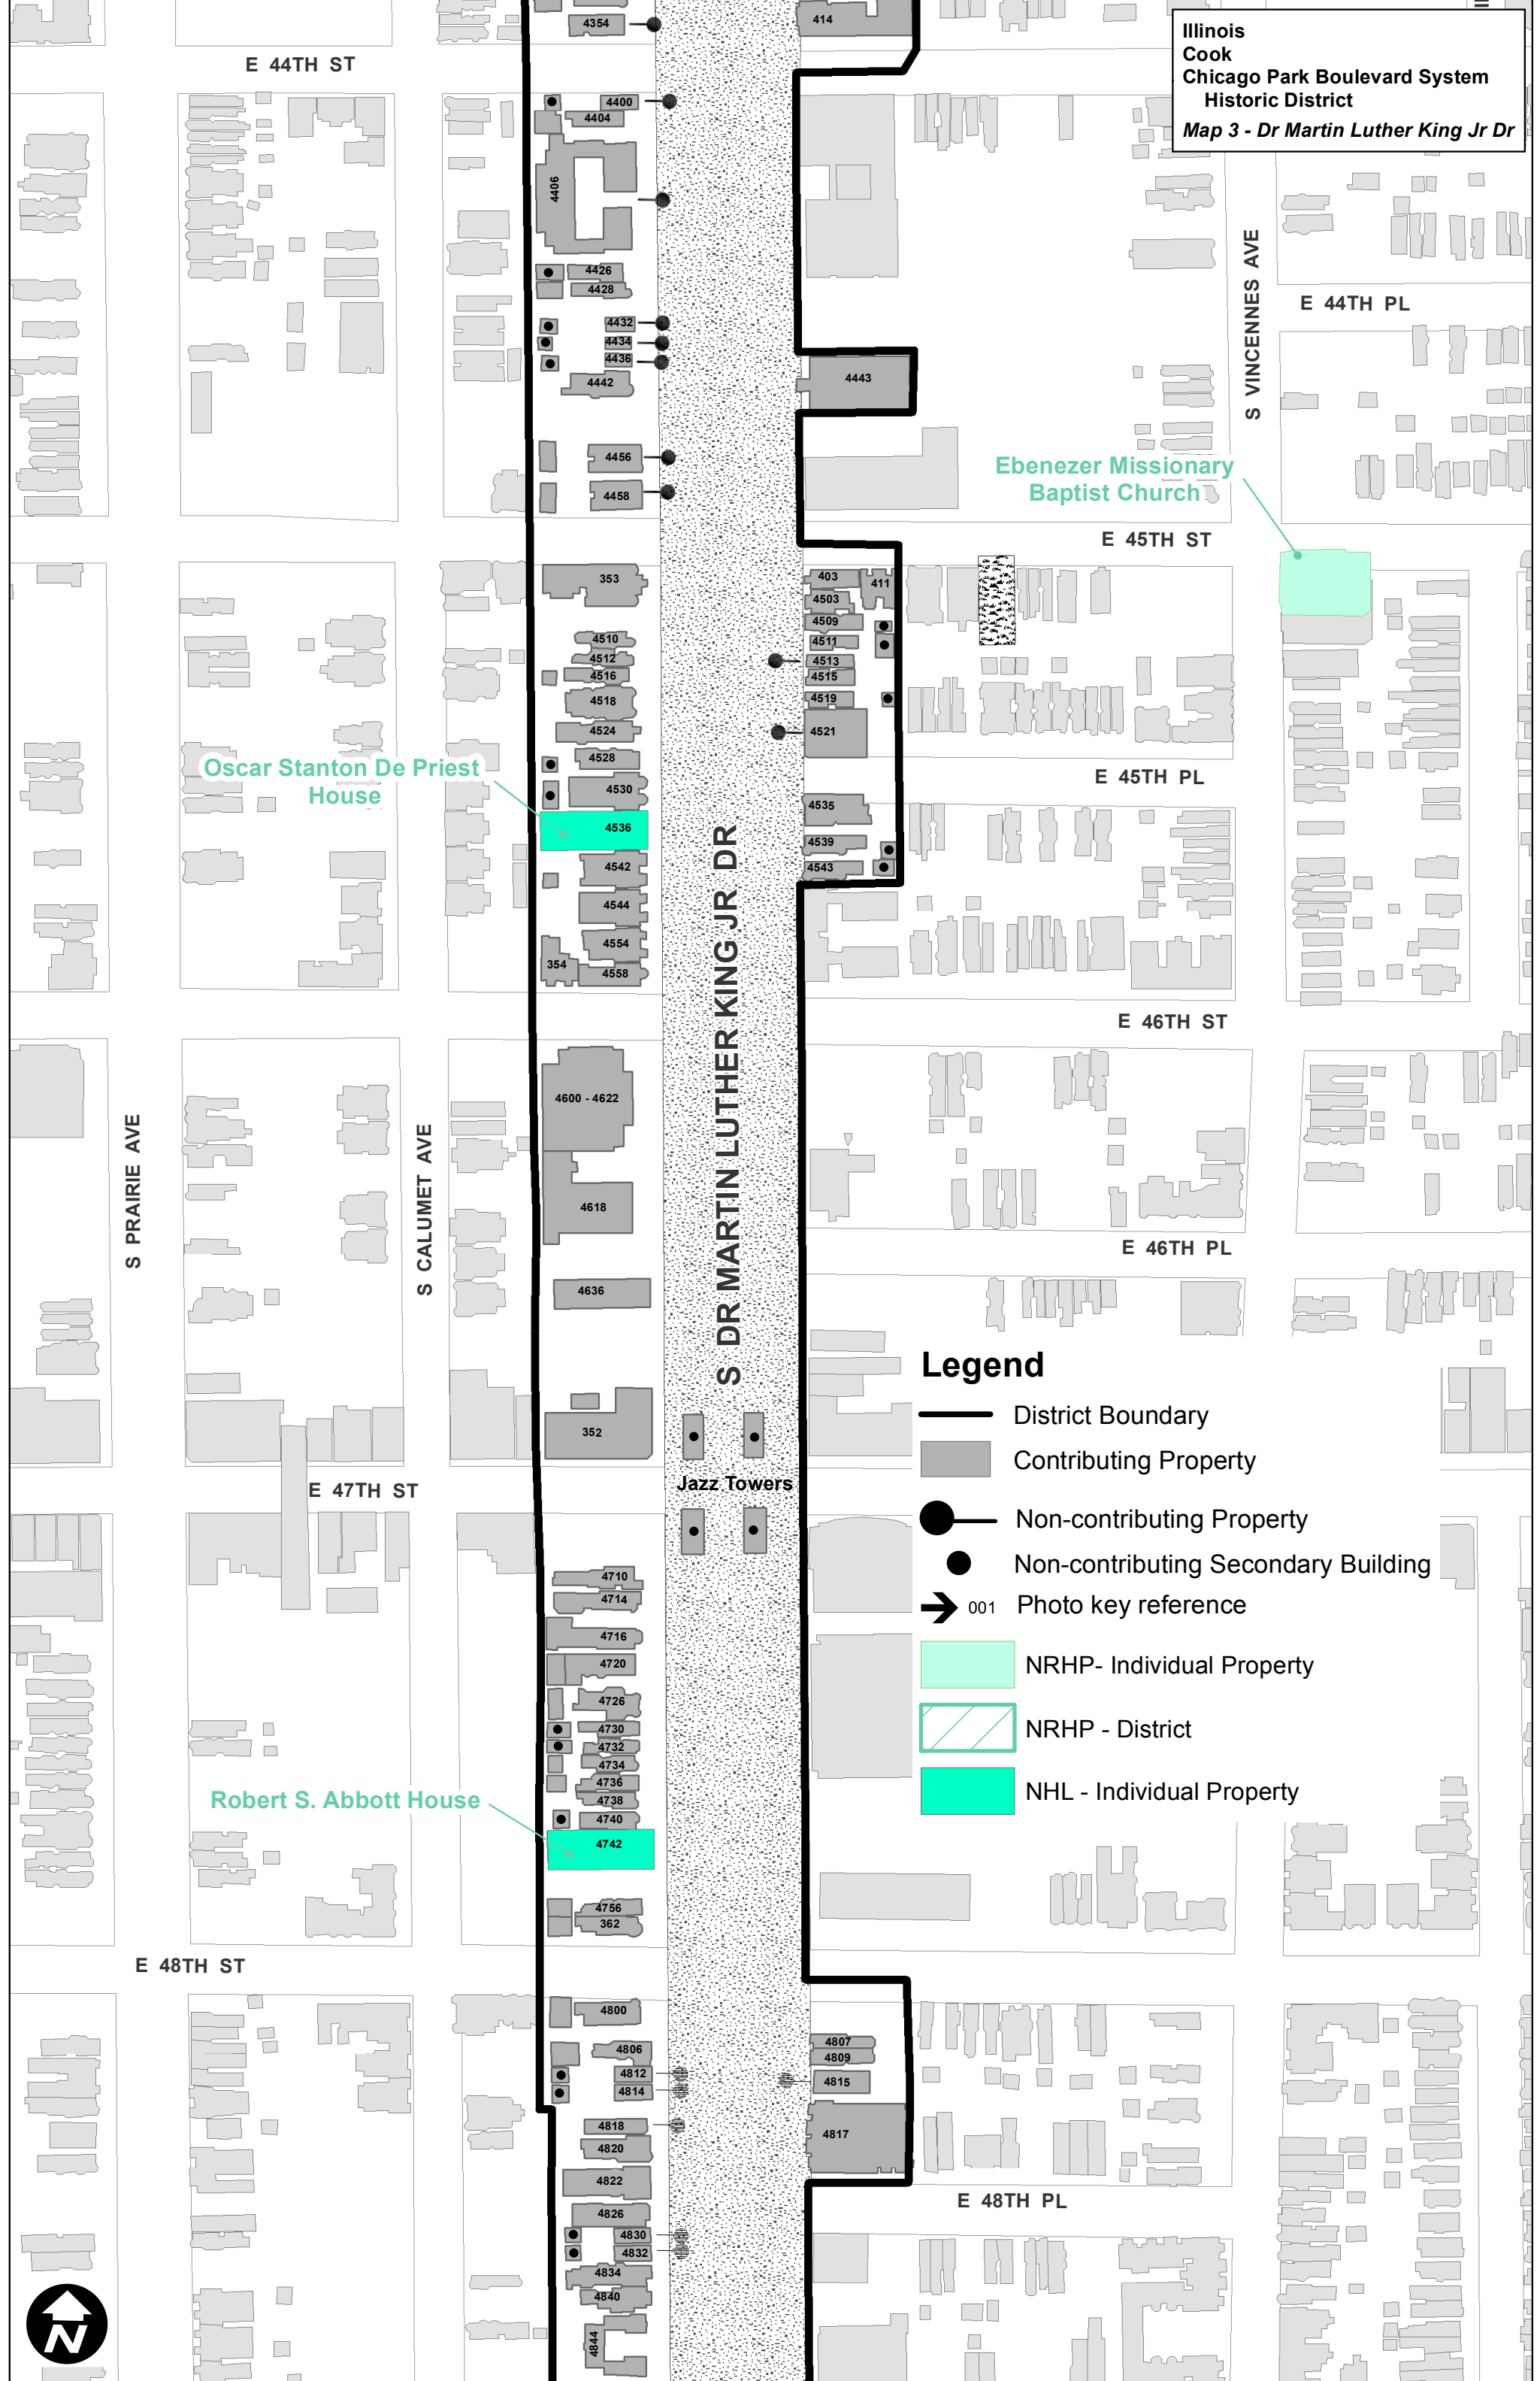 4354
414
Illinois
Cook
Chicago Park Boulevard System
Historic District
Map 3 - Dr Martin Luther King Jr Dr
E 44TH ST
4400
4404
4406
4426
4428
4432
4434
4436
4442
4443
S VINCENNES AVE
E 44TH PL
4456
4458
Ebenezer Missionary
Baptist Church
E 45TH ST
353
403
411
4503
4509
4510
4511
4512
4513
4516
4515
4518
4519
4524
4521
4528
Oscar Stanton De Priest
House
E 45TH PL
4530
4535
4536
4539
4542
4543
4544
4554
354
4558
E 46TH ST
S DR MARTIN LUTHER KING JR DR
4600 - 4622
S PRAIRIE AVE
S CALUMET AVE
4618
E 46TH PL
4636
352
Jazz Towers
E 47TH ST
Legend
District Boundary
Contributing Property
Non-contributing Property
Non-contributing Secondary Building
001 Photo key reference
NRHP- Individual Property
NRHP - District
NHL - Individual Property
4710
4714
4716
4720
4726
4730
4732
4734
4736
4738
Robert S. Abbott House
4740
4742
4756
362
E 48TH ST
4800
4806
4807
4809
4812
4814
4815
4818
4820
4817
4822
E 48TH PL
4826
4830
4832
4834
4840
4844
N